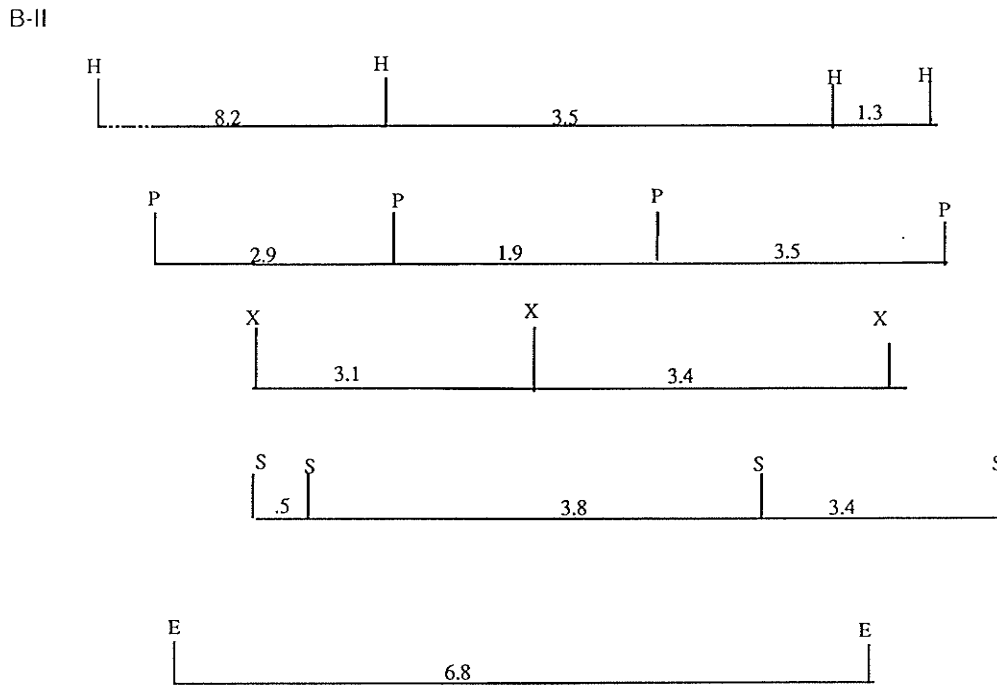 B-II
H H H H
8.2 3.5 1.3
P P P P
2.9 1.9 3.5
X X X
3.1 3.4
S S S S
.5 3.8 3.4
E E
6.8